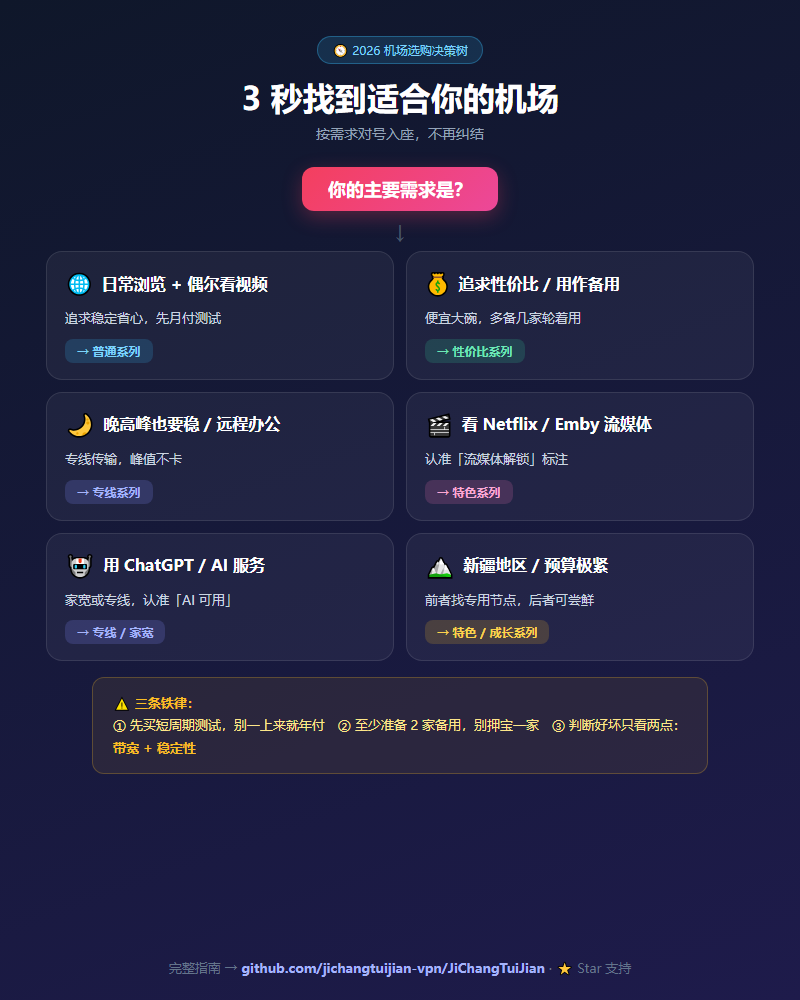 2026 机场选购决策树
3 秒找到适合你的机场
按需求对号入座，不再纠结
你的主要需求是？
↓
日常浏览 + 偶尔看视频
追求稳定省心，先月付测试
→ 普通系列
追求性价比 / 用作备用
便宜大碗，多备几家轮着用
→ 性价比系列
晚高峰也要稳 / 远程办公
专线传输，峰值不卡
→ 专线系列
看 Netflix / Emby 流媒体
认准「流媒体解锁」标注
→ 特色系列
用 ChatGPT / AI 服务
家宽或专线，认准「AI 可用」
→ 专线 / 家宽
新疆地区 / 预算极紧
前者找专用节点，后者可尝鲜
→ 特色 / 成长系列
三条铁律：
① 先买短周期测试，别一上来就年付 ② 至少准备 2 家备用，别押宝一家 ③ 判断好坏只看两点：
带宽 + 稳定性
完整指南 → github.com/jichangtuijian-vpn/JiChangTuiJian · ⭐ Star 支持